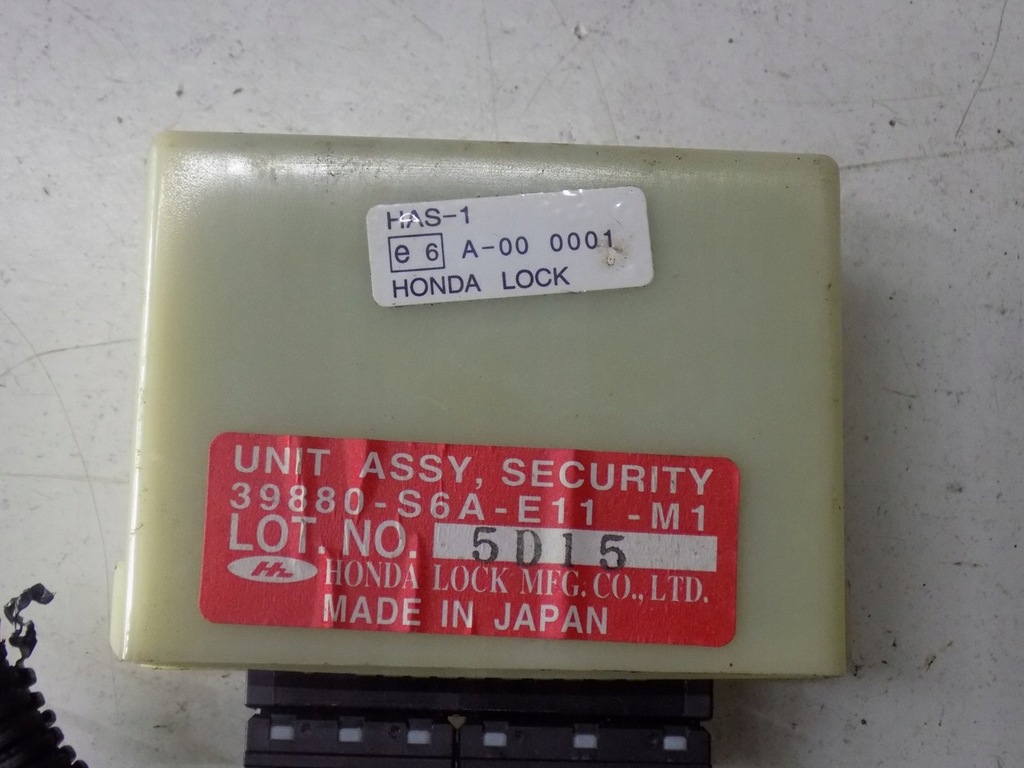 HAS-1
e 6 A-00 0001
HONDA LOCK
UNIT ASSY, SECURITY
39880-S6A-E11 -M1
LOT. NO. 5D15
HL HONDA LOCK MFG. CO., LTD.
MADE IN JAPAN